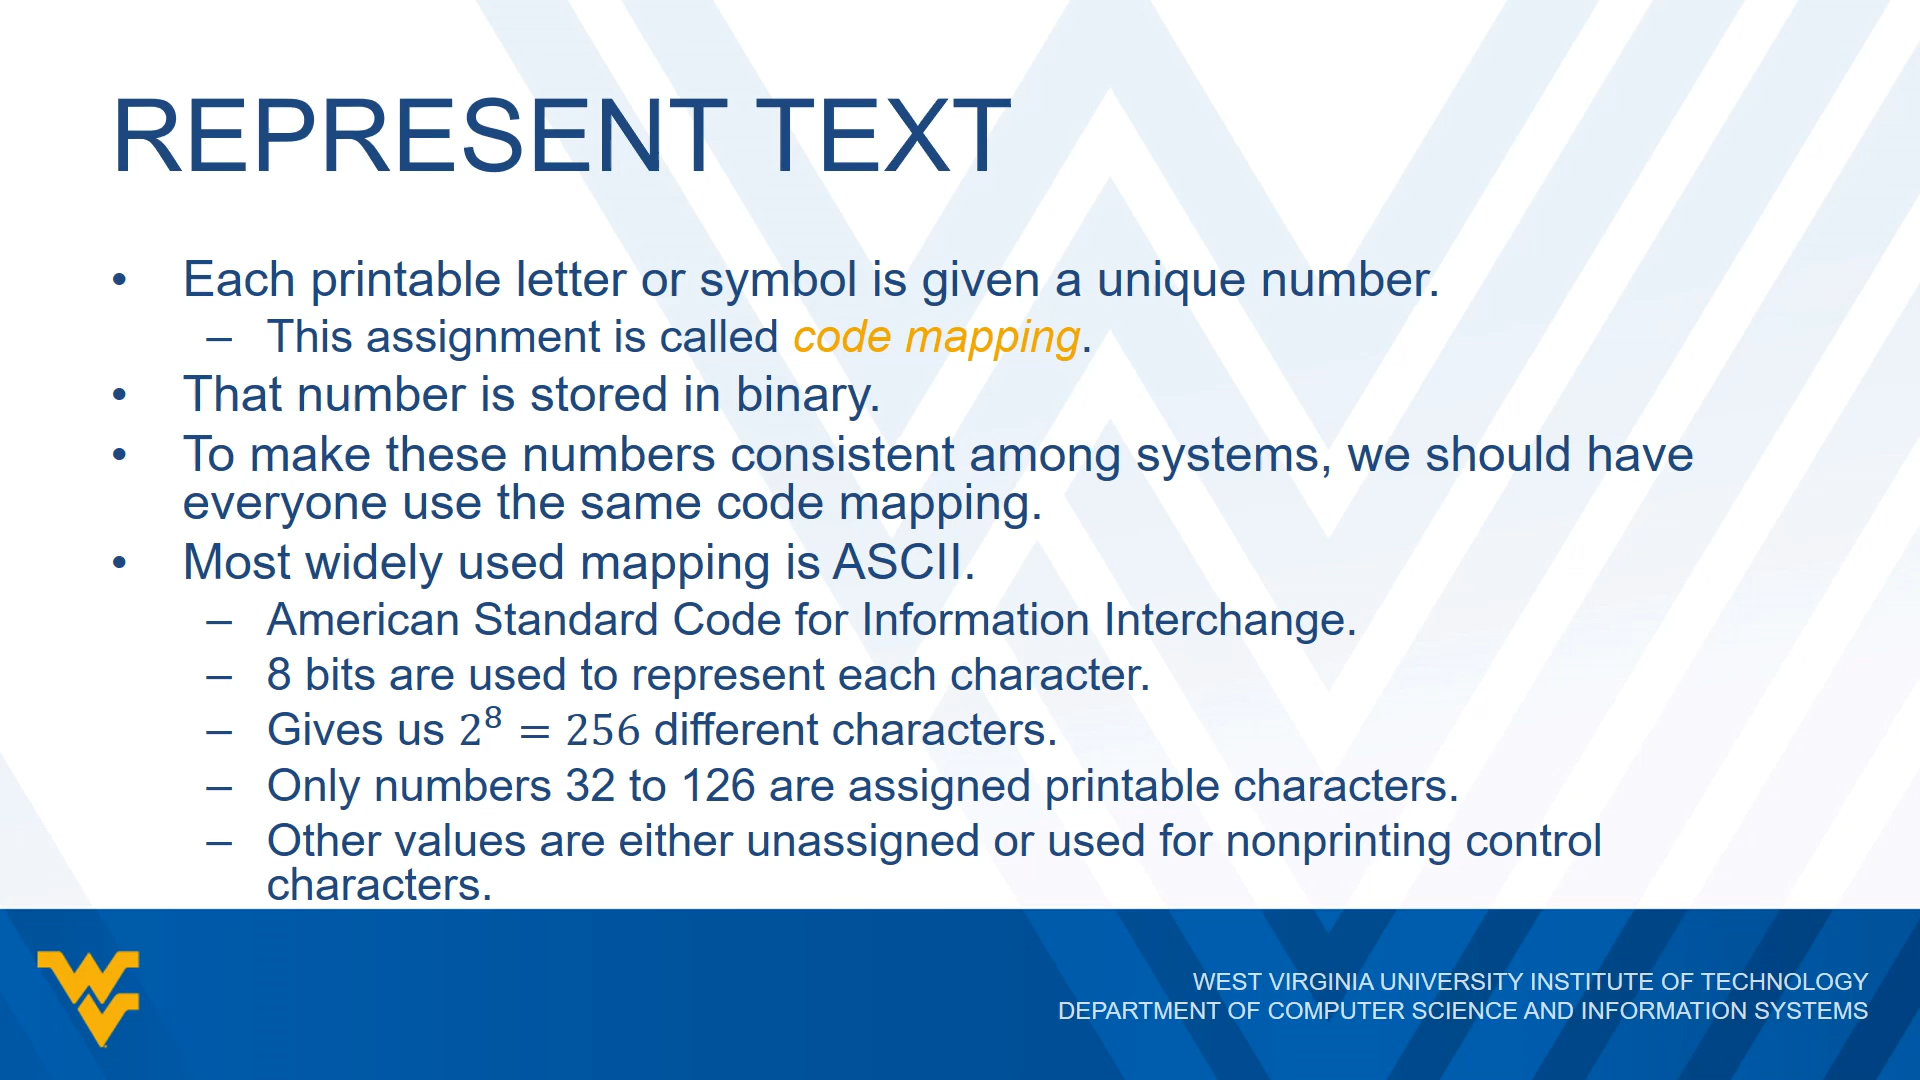 REPRESENT TEXT
• Each printable letter or symbol is given a unique number.
– This assignment is called code mapping.
• That number is stored in binary.
• To make these numbers consistent among systems, we should have
everyone use the same code mapping.
• Most widely used mapping is ASCII.
– American Standard Code for Information Interchange.
– 8 bits are used to represent each character.
– Gives us 2⁸ = 256 different characters.
– Only numbers 32 to 126 are assigned printable characters.
– Other values are either unassigned or used for nonprinting control
characters.
WEST VIRGINIA UNIVERSITY INSTITUTE OF TECHNOLOGY
DEPARTMENT OF COMPUTER SCIENCE AND INFORMATION SYSTEMS